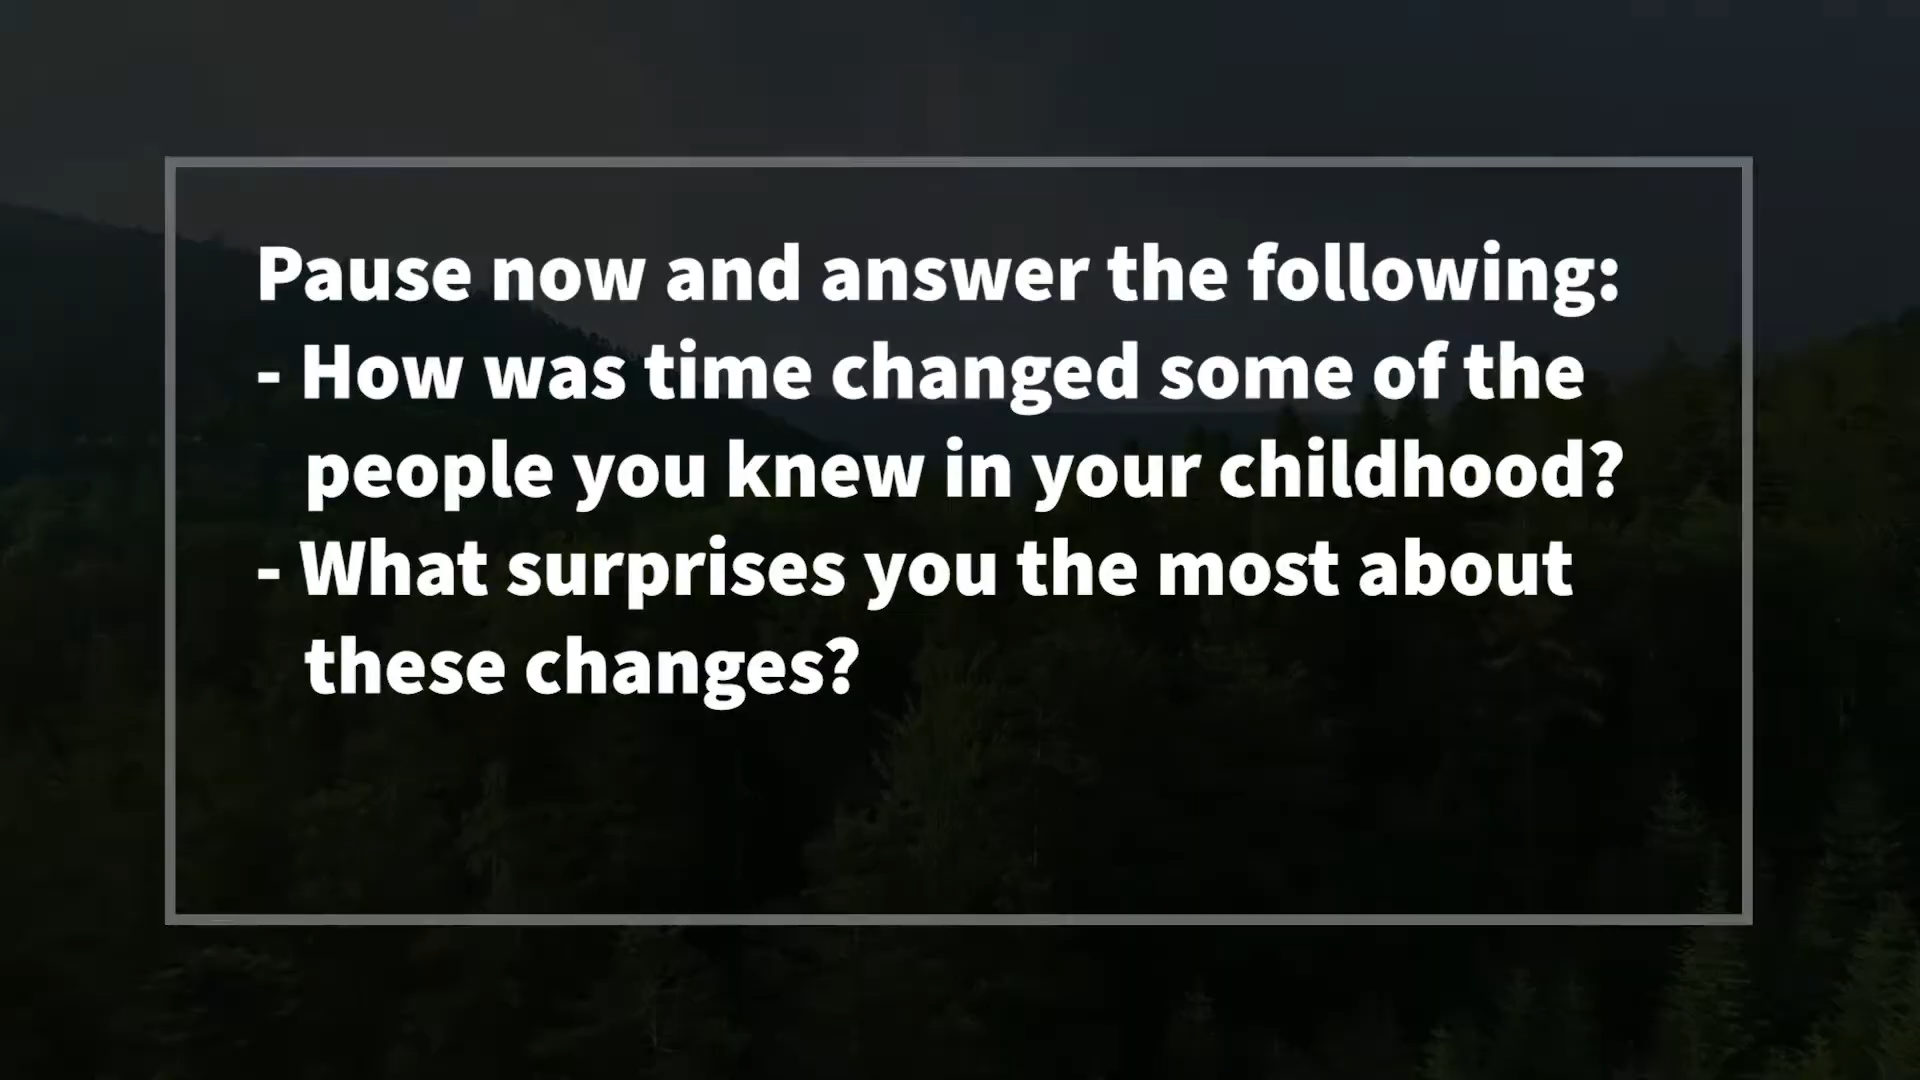 Pause now and answer the following:
- How was time changed some of the
people you knew in your childhood?
- What surprises you the most about
these changes?